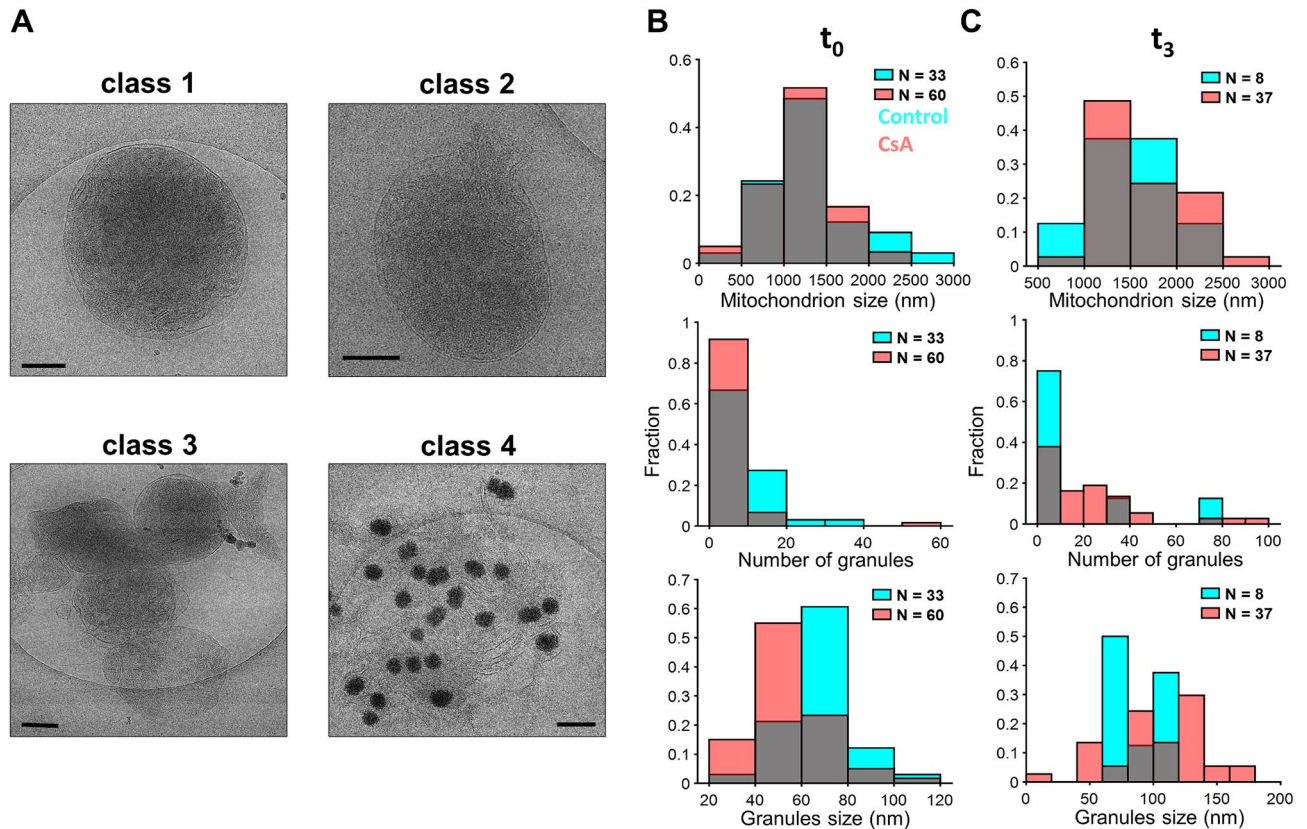 A
class 1
class 2
class 3
class 4
B
t0
0.6
0.4
0.2
0
N = 33
N = 60
Control
CsA
0 500 1000 1500 2000 2500 3000
Mitochondrion size (nm)
1
0.8
0.6
0.4
0.2
0
Fraction
N = 33
N = 60
0 20 40 60
Number of granules
0.7
0.6
0.5
0.4
0.3
0.2
0.1
0
N = 33
N = 60
20 40 60 80 100 120
Granules size (nm)
C
t3
0.6
0.5
0.4
0.3
0.2
0.1
0
N = 8
N = 37
500 1000 1500 2000 2500 3000
Mitochondrion size (nm)
1
0.8
0.6
0.4
0.2
0
Fraction
N = 8
N = 37
0 20 40 60 80 100
Number of granules
0.7
0.6
0.5
0.4
0.3
0.2
0.1
0
N = 8
N = 37
0 50 100 150 200
Granules size (nm)